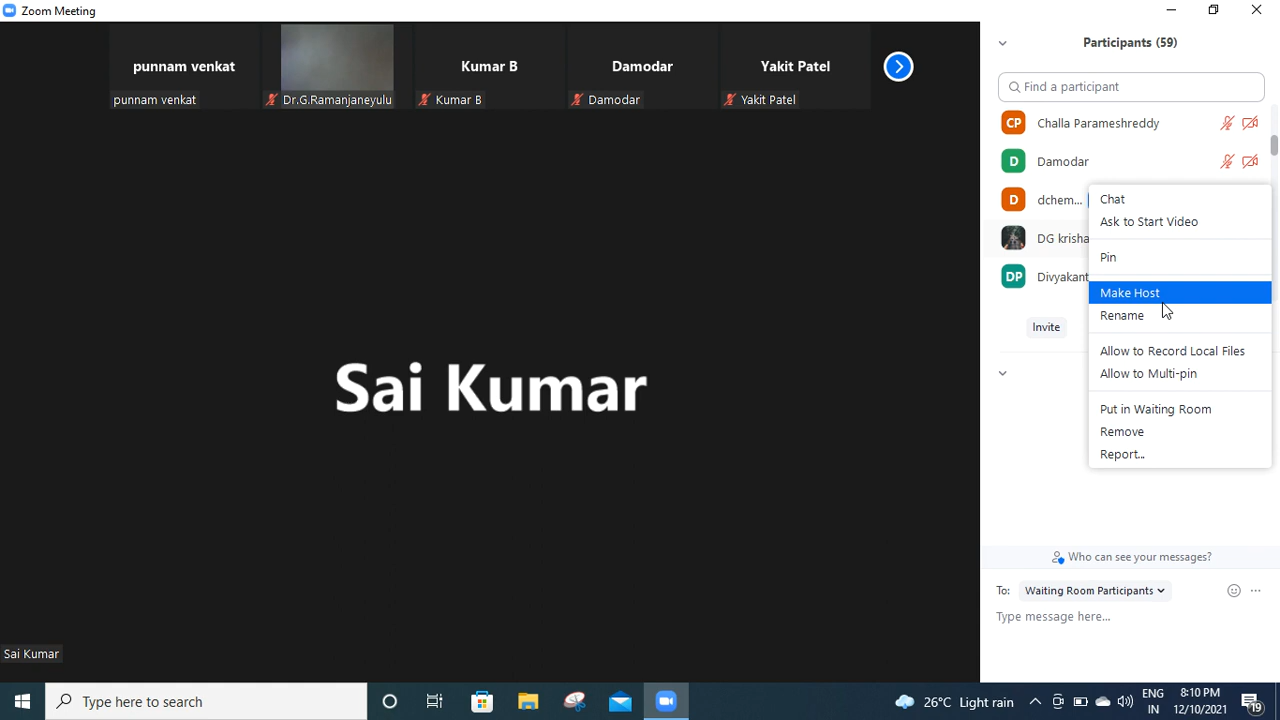 Zoom Meeting
punnam venkat
Kumar B
Damodar
Yakit Patel
punnam venkat
Dr.G.Ramanjaneyulu
Kumar B
Damodar
Yakit Patel
Sai Kumar
Sai Kumar
Participants (59)
Find a participant
CP Challa Parameshreddy
D Damodar
D dchem...
DG krisha
DP Divyakant
Invite
Chat
Ask to Start Video
Pin
Make Host
Rename
Allow to Record Local Files
Allow to Multi-pin
Put in Waiting Room
Remove
Report...
Who can see your messages?
To: Waiting Room Participants
Type message here...
Type here to search
26°C Light rain
ENG
IN
8:10 PM
12/10/2021
19